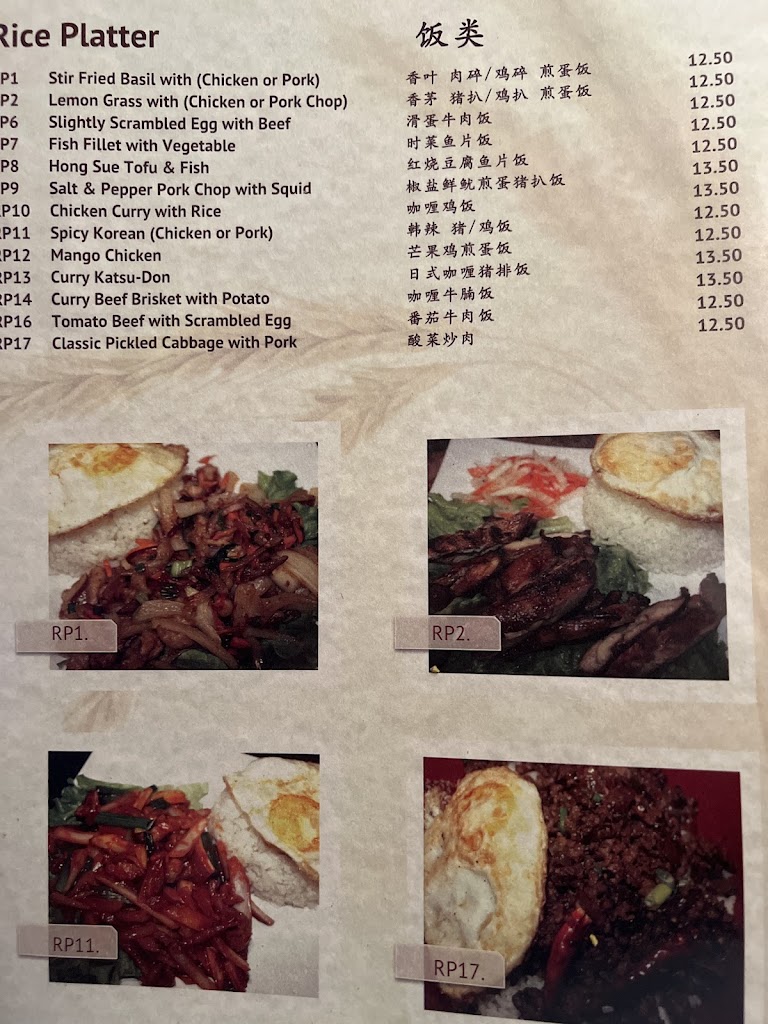 Rice Platter 饭类
P1 Stir Fried Basil with (Chicken or Pork) 香叶 肉碎/鸡碎 煎蛋饭 12.50
P2 Lemon Grass with (Chicken or Pork Chop) 香茅 猪扒/鸡扒 煎蛋饭 12.50
P6 Slightly Scrambled Egg with Beef 滑蛋牛肉饭 12.50
P7 Fish Fillet with Vegetable 时菜鱼片饭 12.50
P8 Hong Sue Tofu & Fish 红烧豆腐鱼片饭 12.50
P9 Salt & Pepper Pork Chop with Squid 椒盐鲜鱿煎蛋猪扒饭 13.50
RP10 Chicken Curry with Rice 咖喱鸡饭 13.50
RP11 Spicy Korean (Chicken or Pork) 韩辣 猪/鸡饭 12.50
RP12 Mango Chicken 芒果鸡煎蛋饭 12.50
RP13 Curry Katsu-Don 日式咖喱猪排饭 13.50
RP14 Curry Beef Brisket with Potato 咖喱牛腩饭 13.50
RP16 Tomato Beef with Scrambled Egg 番茄牛肉饭 12.50
RP17 Classic Pickled Cabbage with Pork 酸菜炒肉 12.50
RP1. RP2.
RP11. RP17.